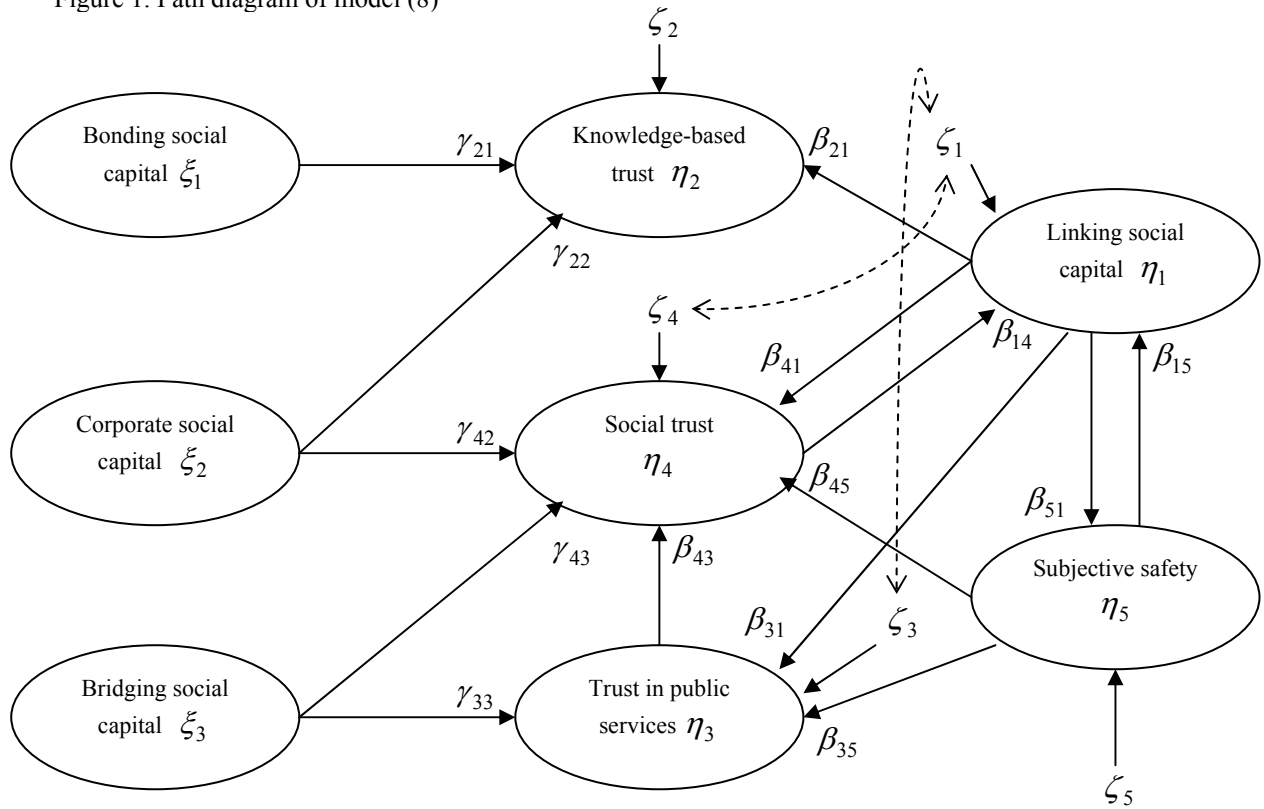 Figure 1. Path diagram of model (8)
ζ2
Bonding social
capital ξ1
γ21
Knowledge-based
trust η2
β21
ζ1
Linking social
capital η1
γ22
ζ4
β14
β41
β15
Corporate social
capital ξ2
γ42
Social trust
η4
β45
β51
γ43
β43
Subjective safety
η5
β31
ζ3
Bridging social
capital ξ3
γ33
Trust in public
services η3
β35
ζ5